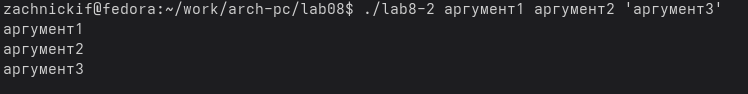 zachnickif@fedora:~/work/arch-pc/lab08$ ./lab8-2 аргумент1 аргумент2 'аргумент3'
аргумент1
аргумент2
аргумент3